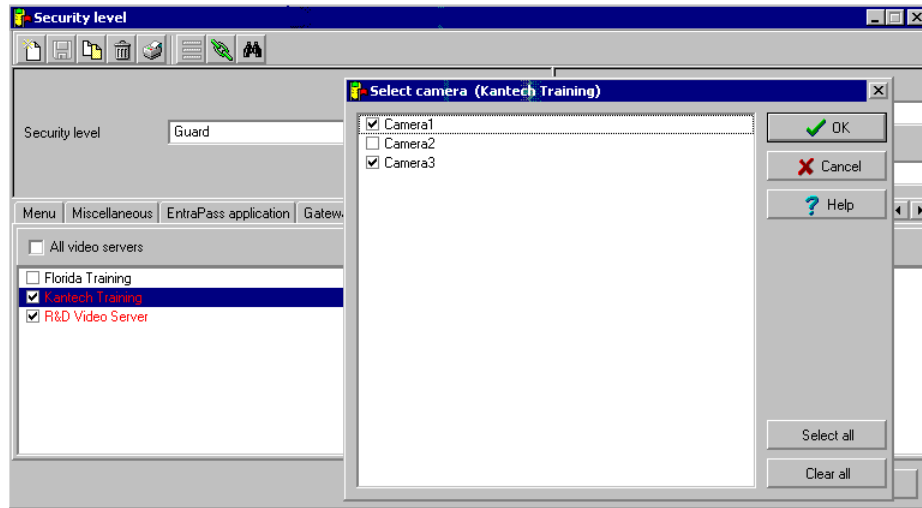 Security level
Select camera (Kantech Training)
Security level
Guard
Camera1
Camera2
Camera3
OK
Cancel
Help
Menu
Miscellaneous
EntraPass application
All video servers
Florida Training
Kantech Training
R&D Video Server
Select all
Clear all